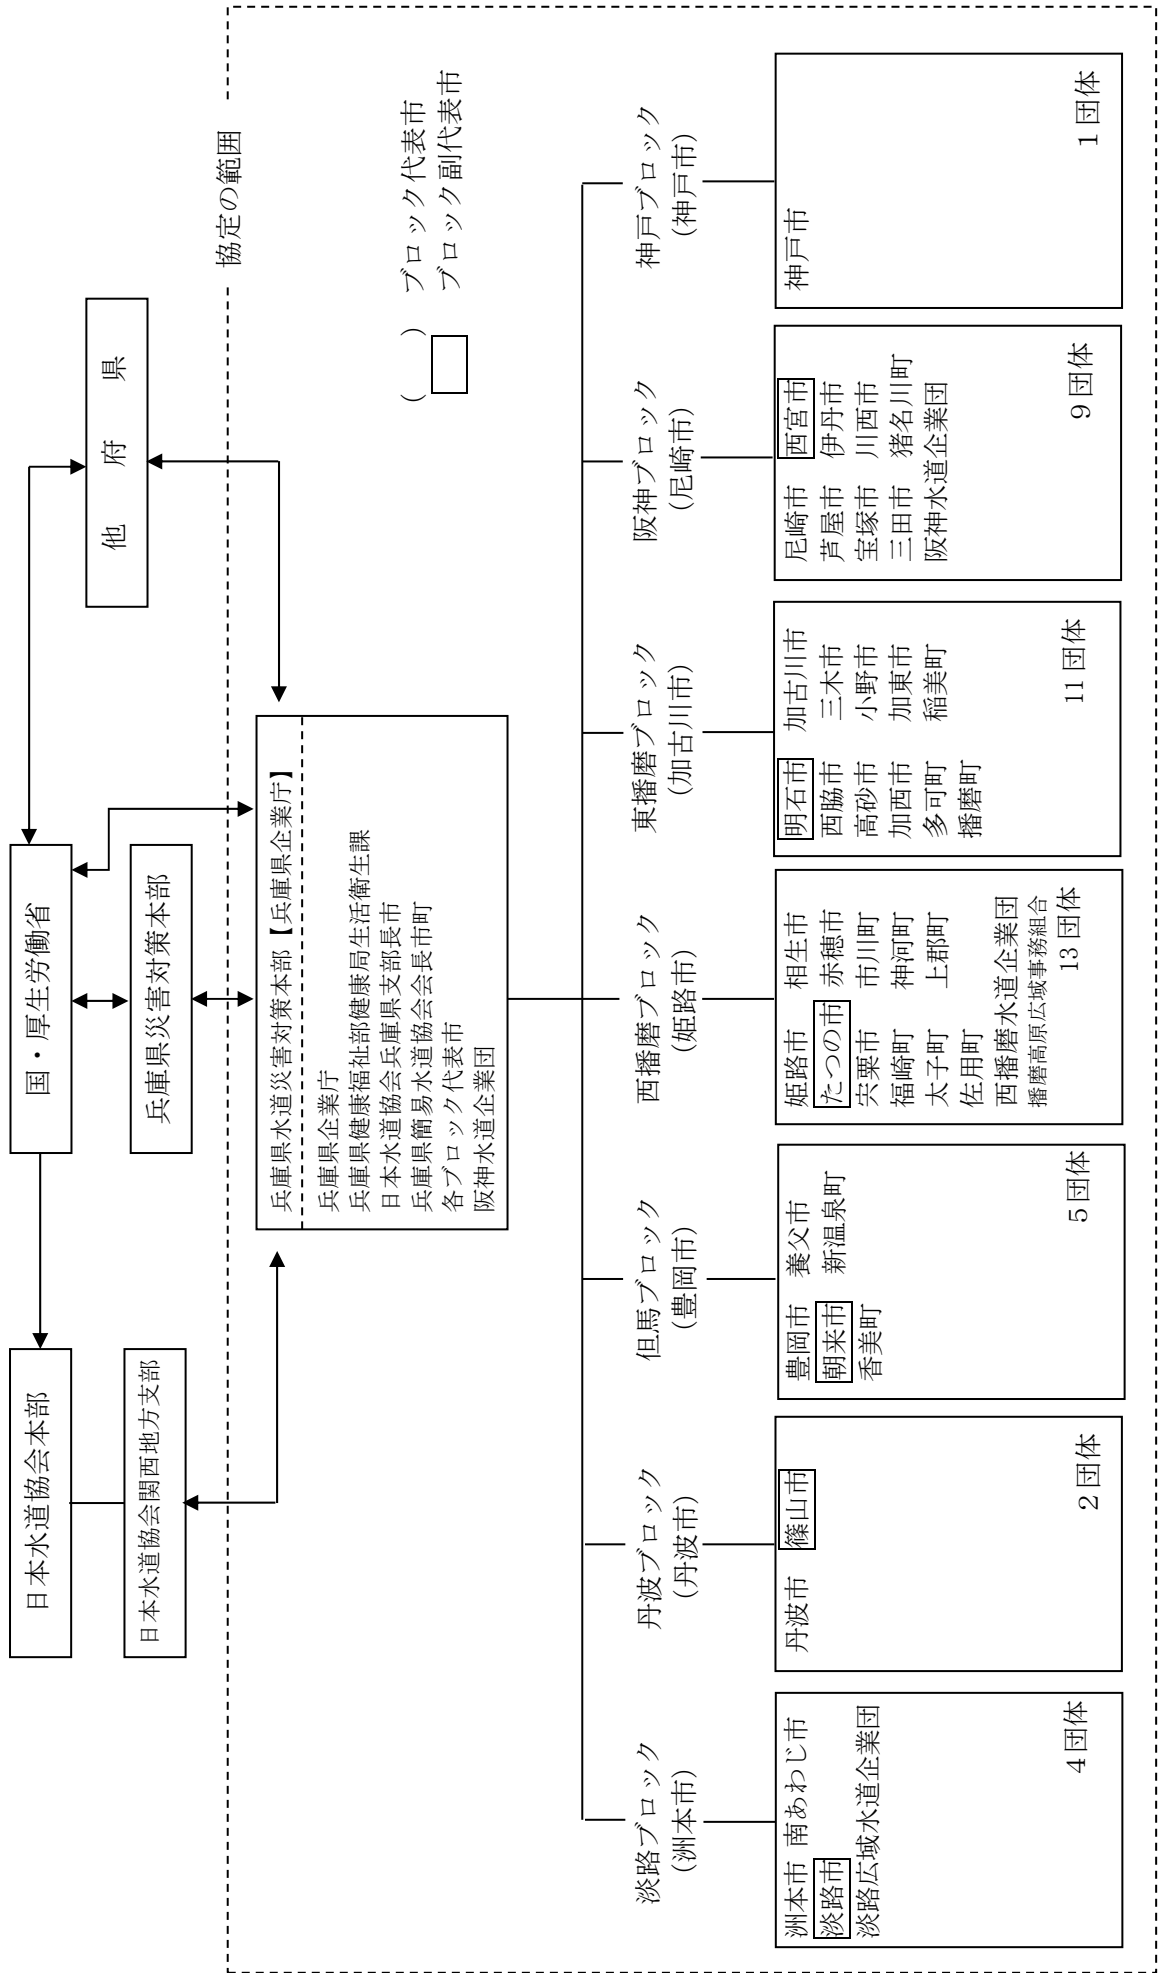 日本水道協会本部
国・厚生労働省
日本水道協会関西地方支部
兵庫県災害対策本部
他　府　県
協定の範囲
兵庫県水道災害対策本部【兵庫県企業庁】
兵庫県企業庁
兵庫県健康福祉部健康局生活衛生課
日本水道協会兵庫県支部長市
兵庫県簡易水道協会会長市町
各ブロック代表市
阪神水道企業団
（　）　ブロック代表市
ブロック副代表市
淡路ブロック
(洲本市)
洲本市 南あわじ市
淡路市
淡路広域水道企業団
4 団体
丹波ブロック
(丹波市)
丹波市 篠山市
2 団体
但馬ブロック
(豊岡市)
豊岡市 養父市
朝来市 新温泉町
香美町
5 団体
西播磨ブロック
(姫路市)
姫路市 相生市
たつの市 赤穂市
宍粟市 市川町
福崎町 神河町
太子町 上郡町
佐用町
西播磨水道企業団
播磨高原広域事務組合
13 団体
東播磨ブロック
(加古川市)
明石市 加古川市
西脇市 三木市
高砂市 小野市
加西市 加東市
多可町 稲美町
播磨町
11 団体
阪神ブロック
(尼崎市)
尼崎市 西宮市
芦屋市 伊丹市
宝塚市 川西市
三田市 猪名川町
阪神水道企業団
9 団体
神戸ブロック
(神戸市)
神戸市
1 団体